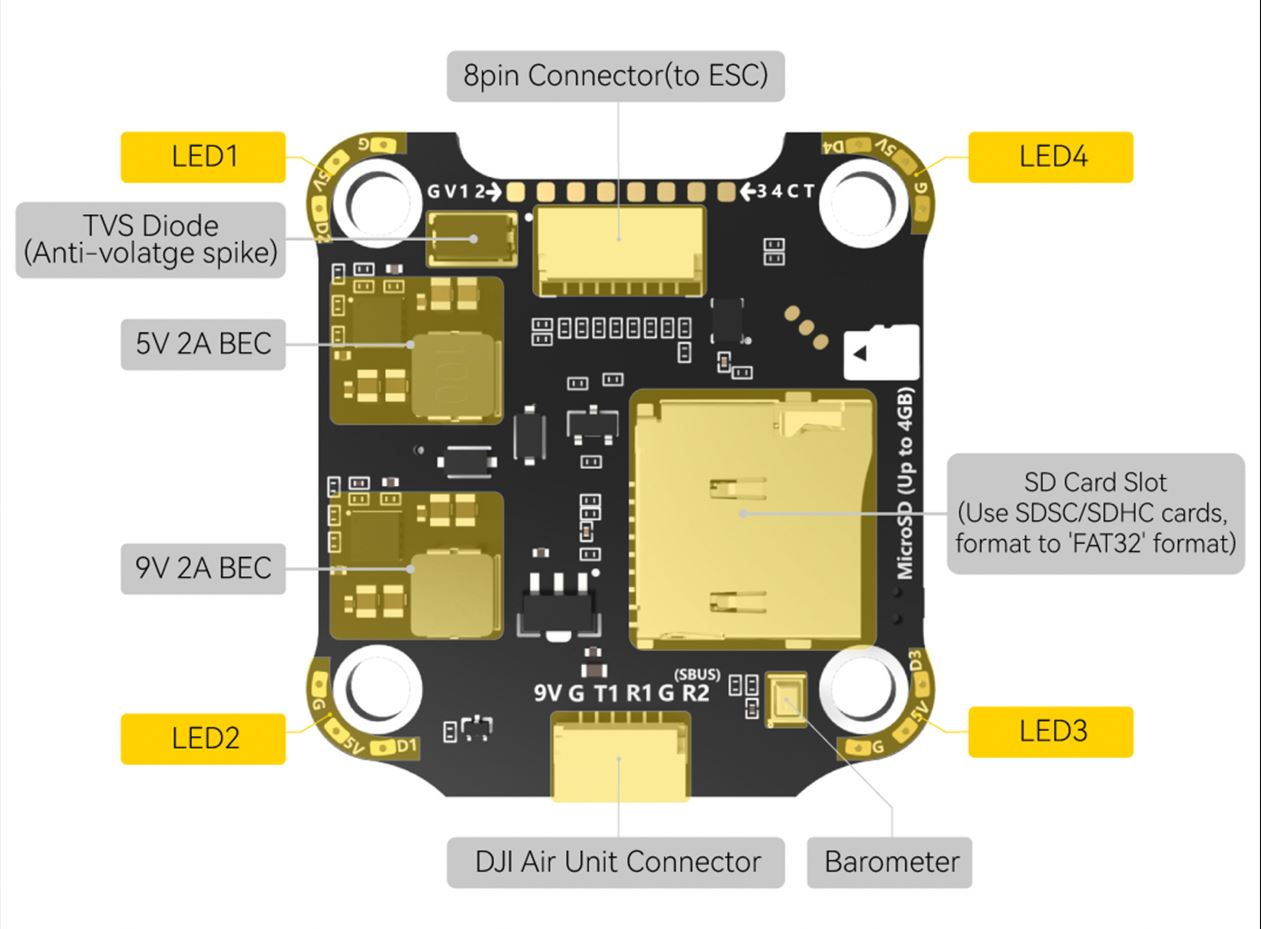 8pin Connector(to ESC)
LED1
LED4
G
5V
D2
D4
5V
G
G V 1 2→
←3 4 C T
TVS Diode
(Anti-volatge spike)
5V 2A BEC
100
MicroSD (Up to 4GB)
SD Card Slot
(Use SDSC/SDHC cards,
format to 'FAT32' format)
9V 2A BEC
(SBUS)
9V G T1 R1 G R2
G
5V
D1
D3
5V
G
LED2
LED3
DJI Air Unit Connector
Barometer